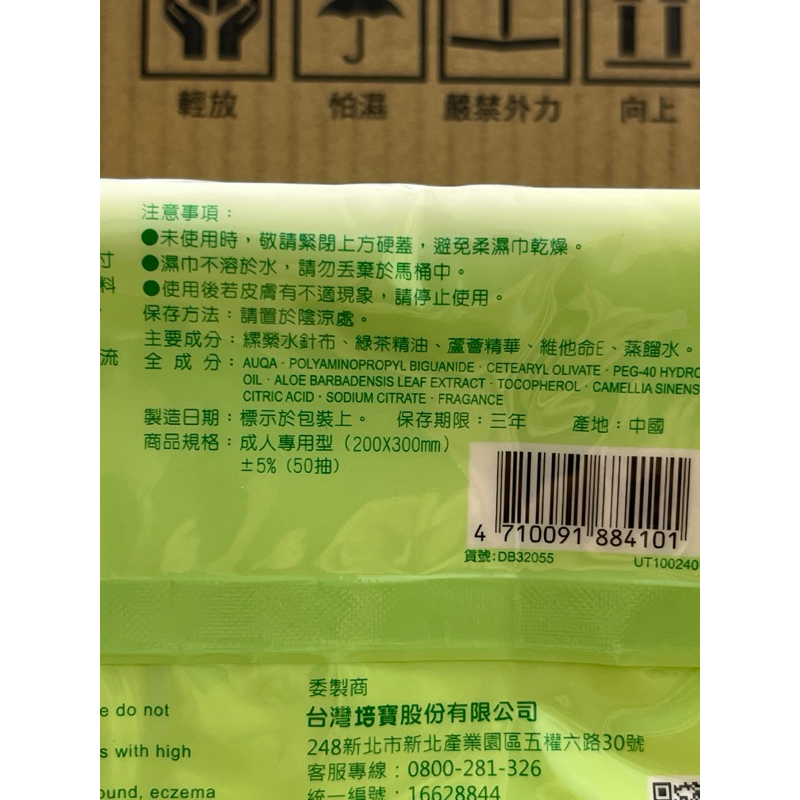 輕放 怕濕 嚴禁外力 向上
注意事項：
●未使用時，敬請緊閉上方硬蓋，避免柔濕巾乾燥。
●濕巾不溶於水，請勿丟棄於馬桶中。
●使用後若皮膚有不適現象，請停止使用。
保存方法：請置於陰涼處。
主要成分：縲縈水針布、綠茶精油、蘆薈精華、維他命E、蒸餾水。
全 成 分：AUQA · POLYAMINOPROPYL BIGUANIDE · CETEARYL OLIVATE · PEG-40 HYDRO
OIL · ALOE BARBADENSIS LEAF EXTRACT · TOCOPHEROL · CAMELLIA SINENS
CITRIC ACID · SODIUM CITRATE · FRAGANCE
製造日期：標示於包裝上。 保存期限：三年 產地：中國
商品規格：成人專用型（200X300mm）
±5%（50抽）
寸
料
流
4 710091 884101
貨號:DB32055 UT100240
委製商
台灣培寶股份有限公司
248新北市新北產業園區五權六路30號
客服專線：0800-281-326
統一編號：16628844
e do not
s with high
ound, eczema